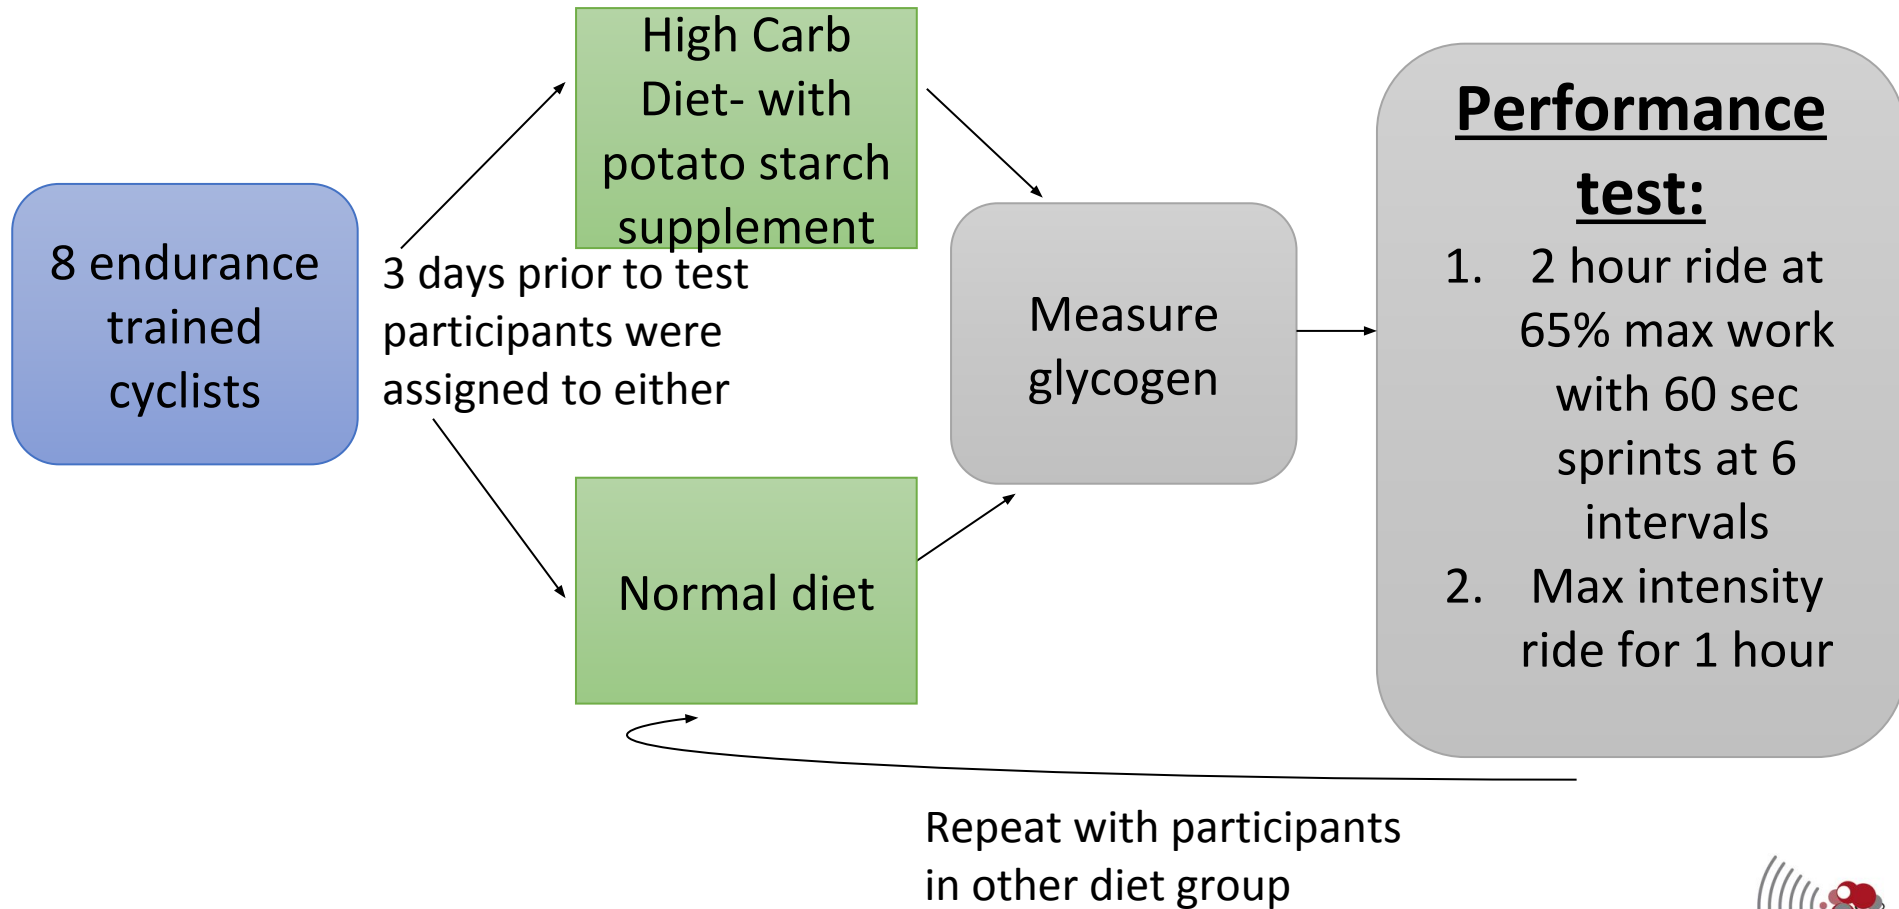 8 endurance
trained
cyclists
3 days prior to test
participants were
assigned to either
High Carb
Diet- with
potato starch
supplement
Normal diet
Measure
glycogen
Performance
test:
1. 2 hour ride at
65% max work
with 60 sec
sprints at 6
intervals
2. Max intensity
ride for 1 hour
Repeat with participants
in other diet group